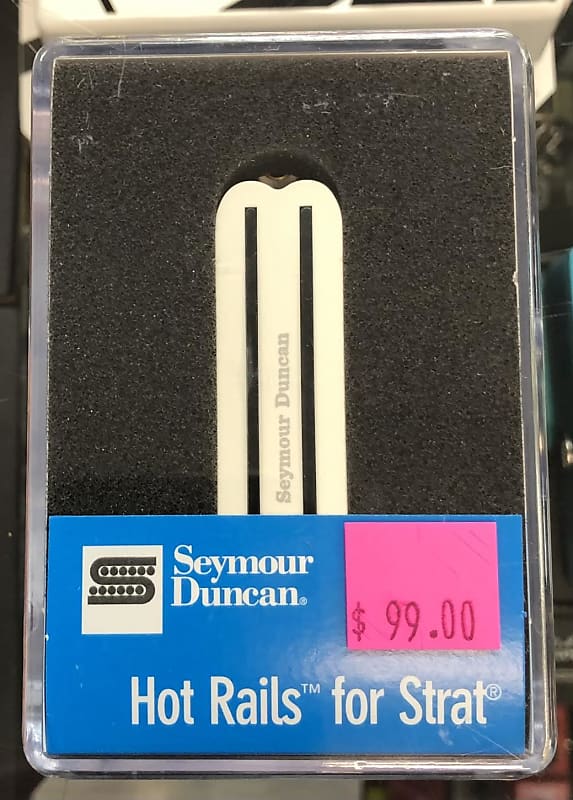 Seymour Duncan
Seymour
Duncan®
$ 99.00
Hot Rails™ for Strat®